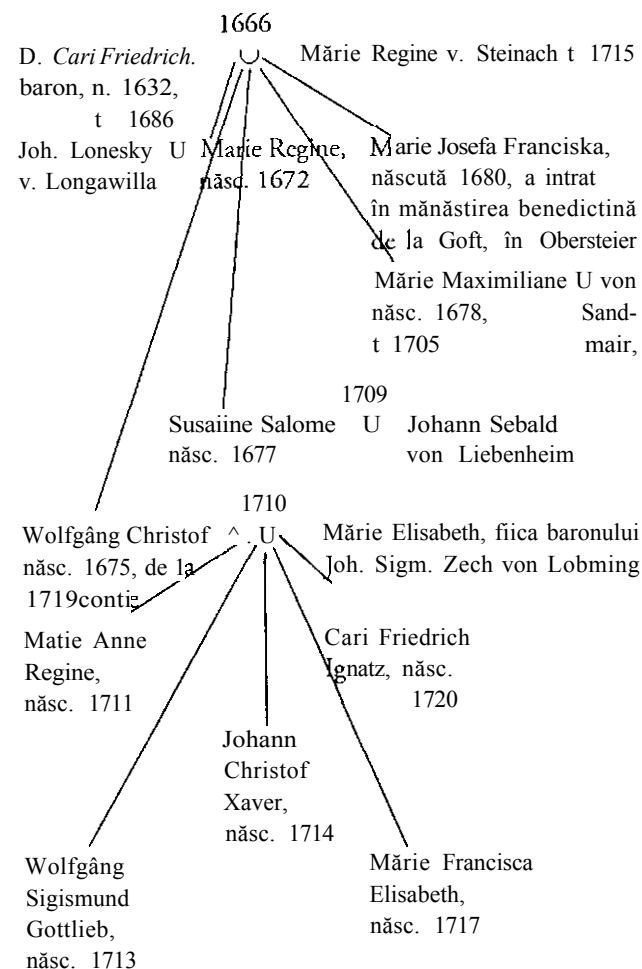 1666
D. Cari Friedrich. U Mărie Regine v. Steinach t 1715
baron, n. 1632,
t 1686
Joh. Lonesky U Marie Regine,
v. Longawilla născ. 1672
Marie Josefa Franciska,
născută 1680, a intrat
în mănăstirea benedictină
de la Goft, în Obersteier
Mărie Maximiliane U von
născ. 1678, Sand-
t 1705 mair,
1709
Susaiine Salome U Johann Sebald
născ. 1677 von Liebenheim
1710
Wolfgâng Christof ^ . U Mărie Elisabeth, fiica baronului
născ. 1675, de la Joh. Sigm. Zech von Lobming
1719contie
Matie Anne
Regine,
născ. 1711
Cari Friedrich
Ignatz, născ.
1720
Johann
Christof
Xaver,
născ. 1714
Wolfgâng
Sigismund
Gottlieb,
născ. 1713
Mărie Francisca
Elisabeth,
născ. 1717